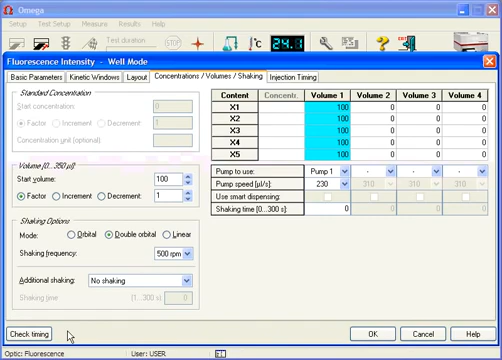 Omega
Setup Test Setup Measure Results Help
Test duration
STOP
°C
24.1
EXIT
Fluorescence Intensity - Well Mode
Basic Parameters Kinetic Windows Layout Concentrations / Volumes / Shaking Injection Timing
Standard Concentration
Start concentration: 0
Factor Increment Decrement: 1
Concentration unit (optional)
Volume [0...350 µl]
Start volume: 100
Factor Increment Decrement: 1
Shaking Options
Mode: Orbital Double orbital Linear
Shaking frequency: 500 rpm
Additional shaking: No shaking
Shaking time (1...300 s): 0
Content Concentr. Volume 1 Volume 2 Volume 3 Volume 4
X1 100 0 0 0
X2 100 0 0 0
X3 100 0 0 0
X4 100 0 0 0
X5 100 0 0 0
Pump to use: Pump 1 - - -
Pump speed [µl/s]: 230 310 310 310
Use smart dispensing:
Shaking time [0...300 s]: 0 0 0 0
Check timing OK Cancel Help
Optic: Fluorescence User: USER